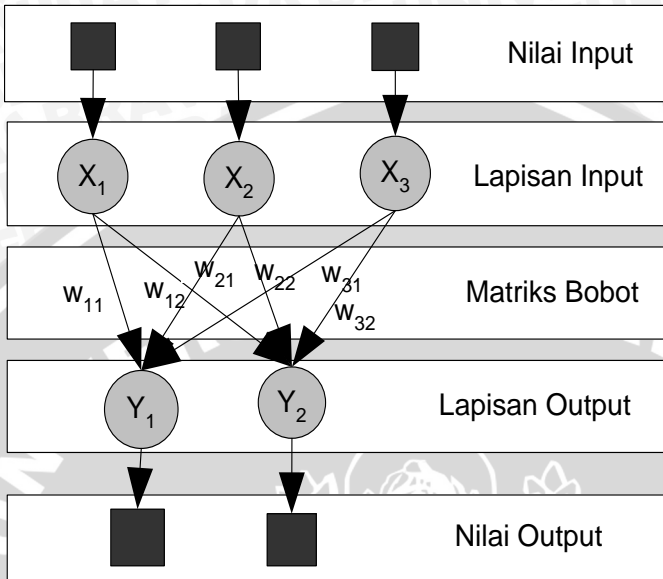 Nilai Input
X₁ X₂ X₃ Lapisan Input
w₁₁ w₁₂ w₂₁ w₂₂ w₃₁ w₃₂ Matriks Bobot
Y₁ Y₂ Lapisan Output
Nilai Output